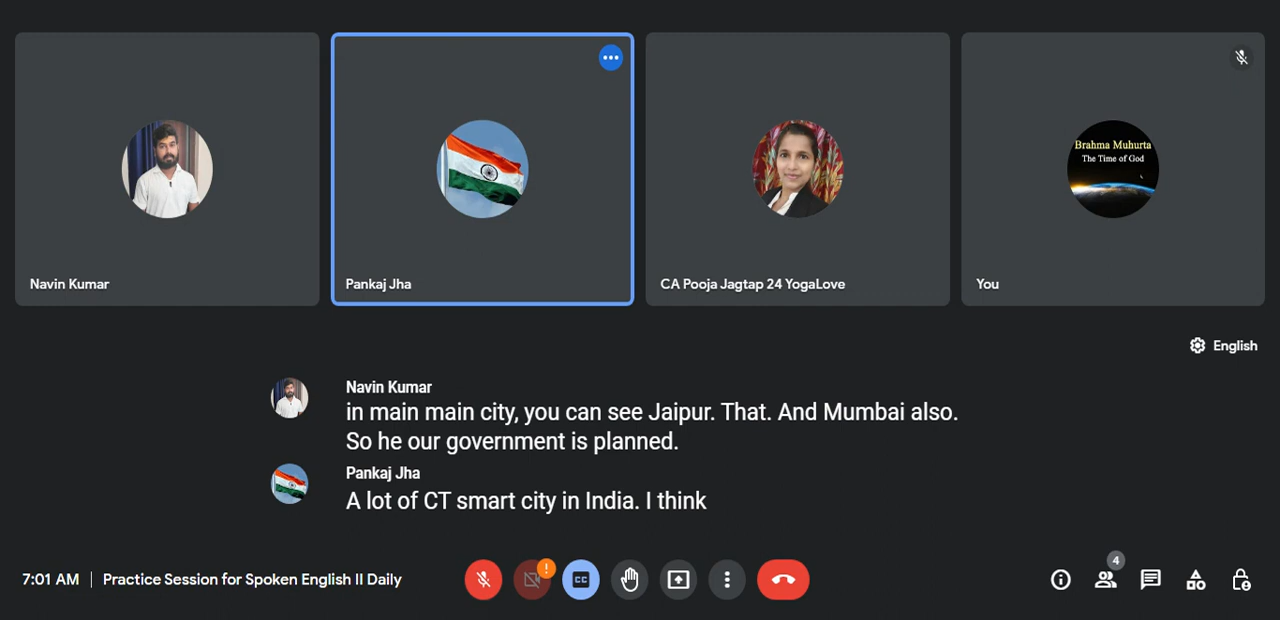 Brahma Muhurta
The Time of God
Navin Kumar
Pankaj Jha
CA Pooja Jagtap 24 YogaLove
You
English
Navin Kumar
in main main city, you can see Jaipur. That. And Mumbai also.
So he our government is planned.
Pankaj Jha
A lot of CT smart city in India. I think
4
7:01 AM | Practice Session for Spoken English II Daily
!
CC